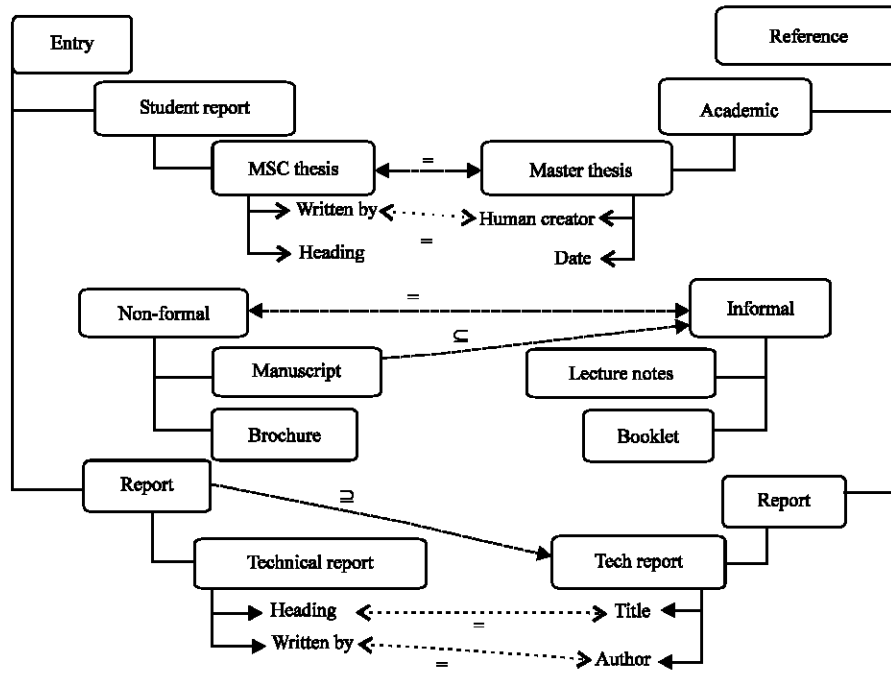 Entry
Reference
Student report
Academic
MSC thesis
=
Master thesis
Written by
Human creator
=
Heading
Date
Non-formal
=
Informal
⊆
Manuscript
Lecture notes
Brochure
Booklet
Report
⊇
Report
Technical report
Tech report
Heading
=
Title
Written by
=
Author